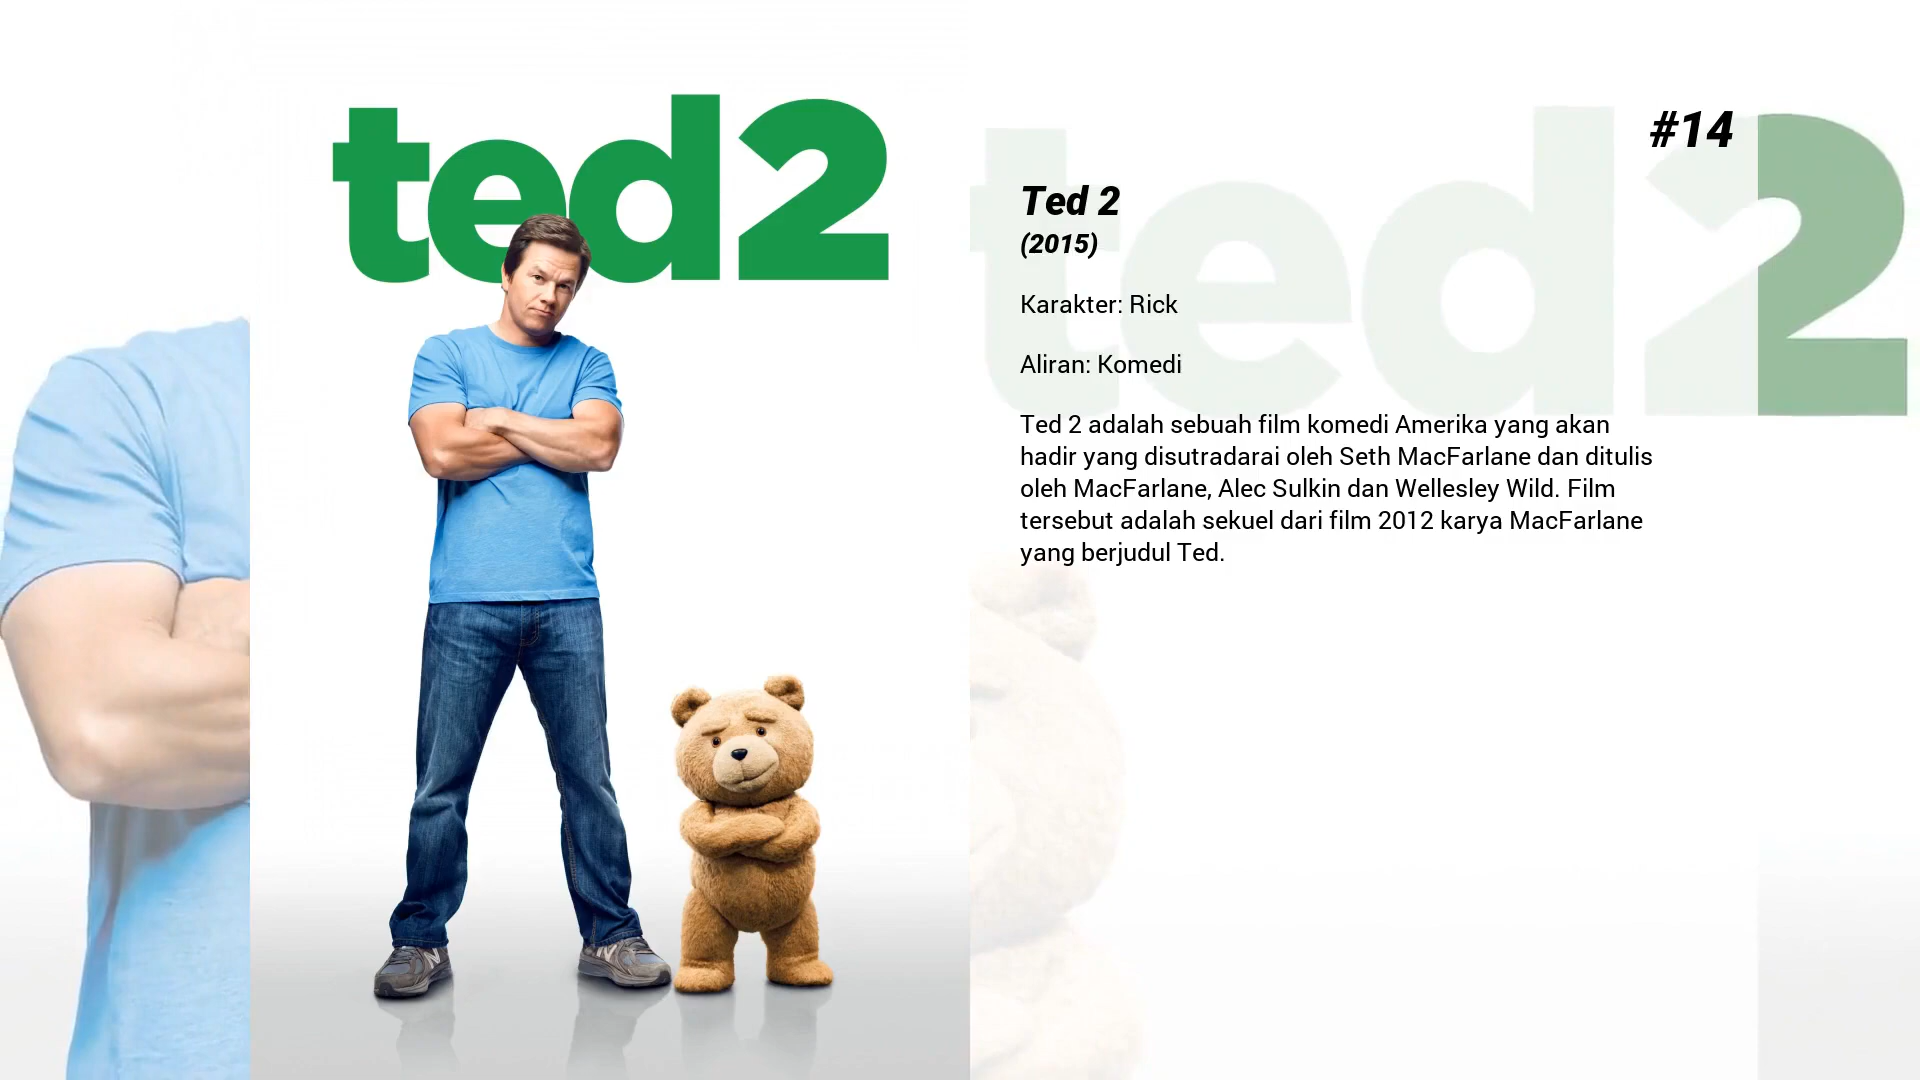 ted2
#14
Ted 2
(2015)
Karakter: Rick
Aliran: Komedi
Ted 2 adalah sebuah film komedi Amerika yang akan
hadir yang disutradarai oleh Seth MacFarlane dan ditulis
oleh MacFarlane, Alec Sulkin dan Wellesley Wild. Film
tersebut adalah sekuel dari film 2012 karya MacFarlane
yang berjudul Ted.
ted2